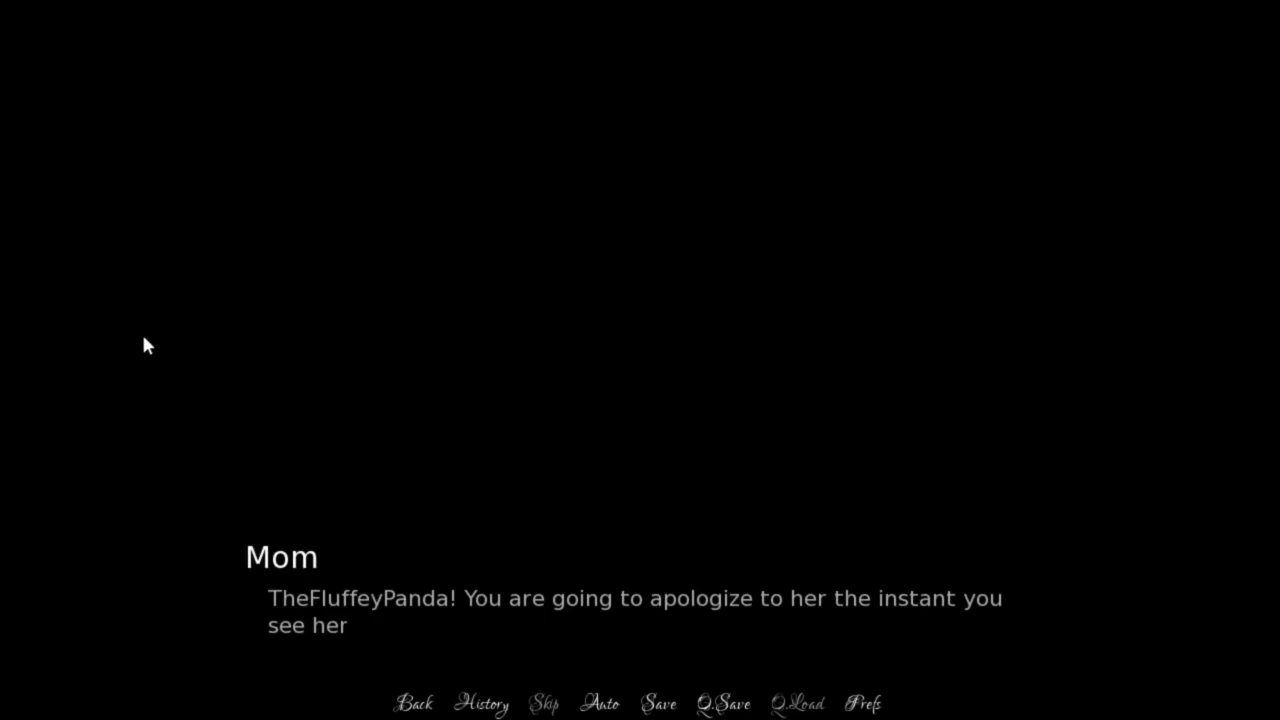 Mom
TheFluffeyPanda! You are going to apologize to her the instant you
see her
Back History Skip Auto Save Q.Save Q.Load Prefs